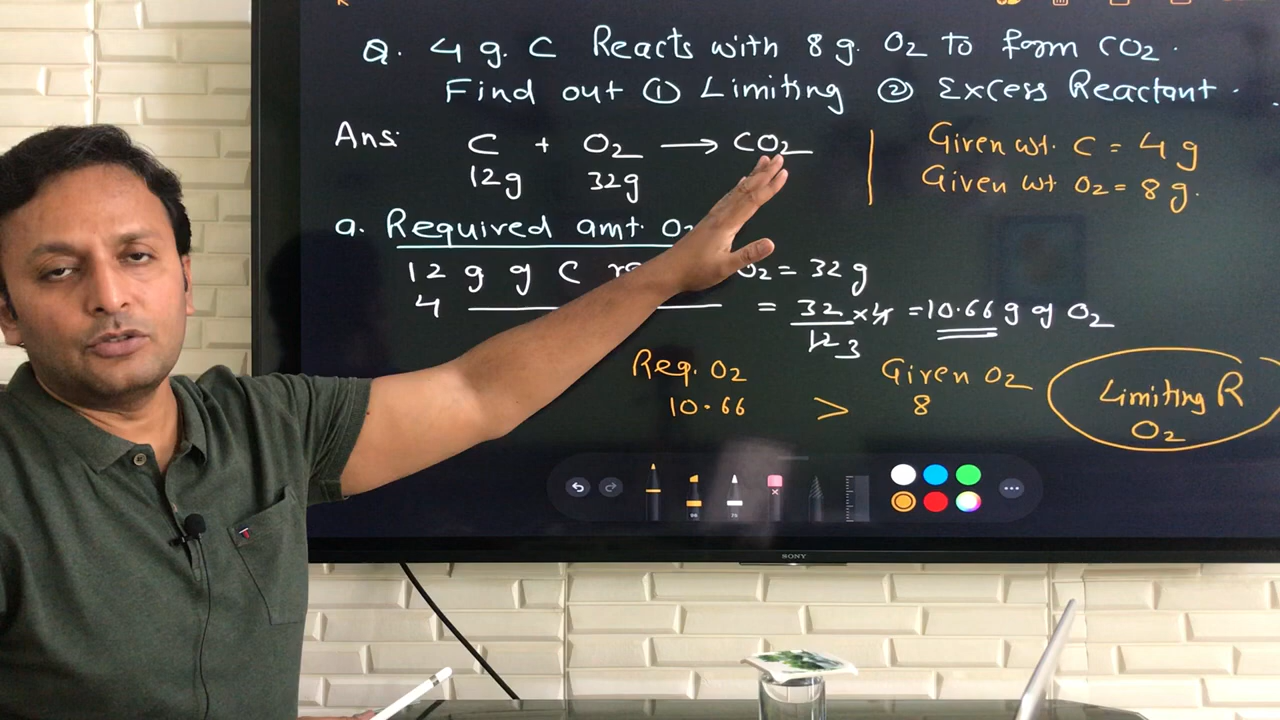 Q. 4 g. C Reacts with 8 g. O2 to form CO2.
Find out ① Limiting ② Excess Reactant.
Ans: C + O2 → CO2
12g 32g
Given wt. C = 4 g
Given wt O2 = 8 g.
a. Required amt. O2
12 g of C O2 = 32 g
4 = 32/12 × 4 = 10.66 g of O2
3
Req. O2 Given O2
10.66 > 8
Limiting R
O2
SONY